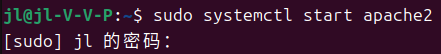 jl@jl-V-V-P:~$ sudo systemctl start apache2
[sudo] jl 的密码：